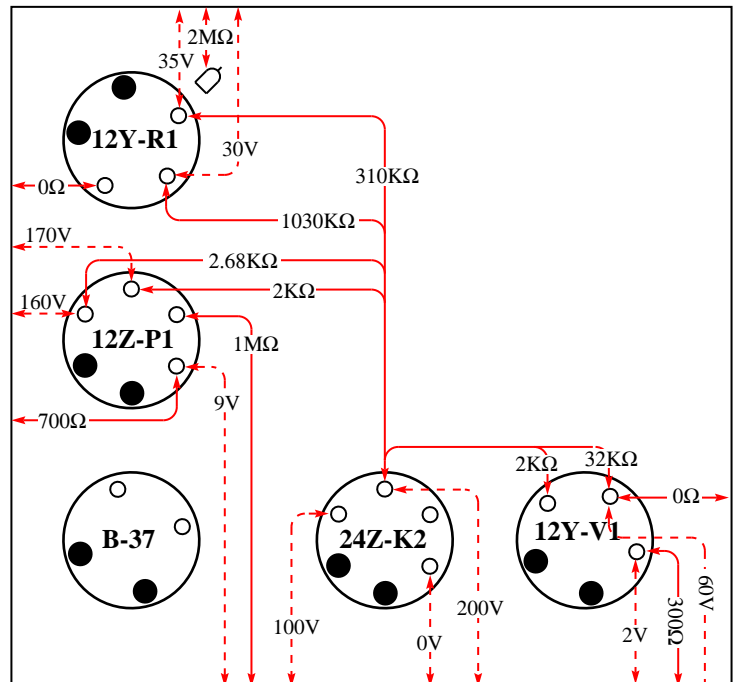 2MΩ
35V
12Y-R1
30V
310KΩ
0Ω
1030KΩ
170V
2.68KΩ
2KΩ
160V
12Z-P1
1MΩ
9V
700Ω
2KΩ
32KΩ
0Ω
B-37
24Z-K2
12Y-V1
100V
0V
200V
2V
300Ω
60V